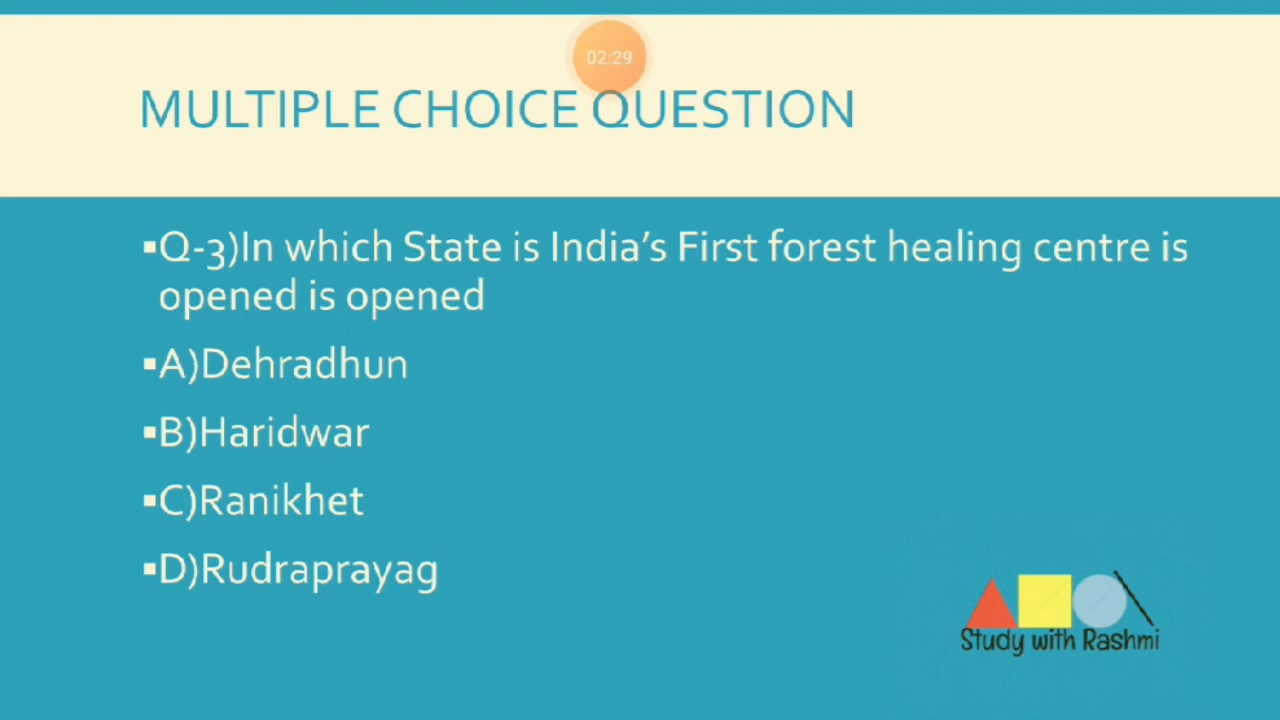 02:29
MULTIPLE CHOICE QUESTION
▪Q-3)In which State is India’s First forest healing centre is
opened is opened
▪A)Dehradhun
▪B)Haridwar
▪C)Ranikhet
▪D)Rudraprayag
Study with Rashmi